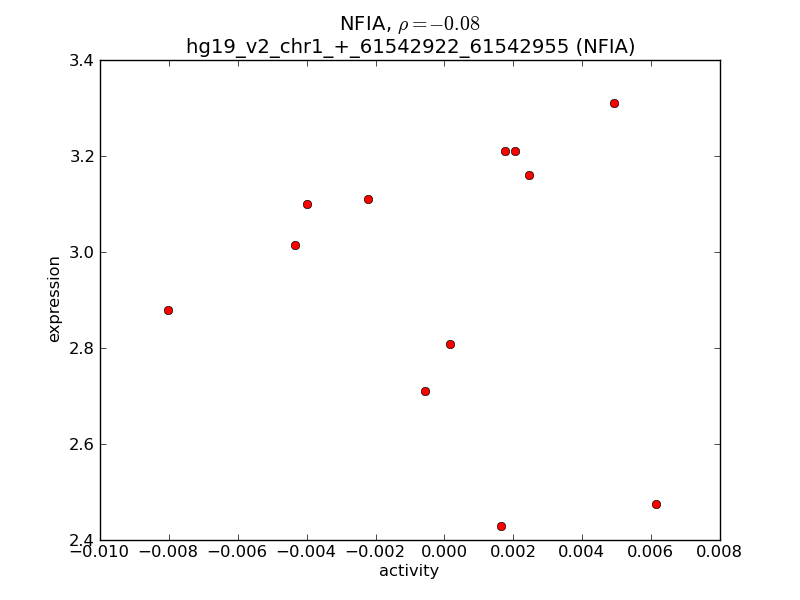 NFIA, ρ = −0.08
hg19_v2_chr1_+_61542922_61542955 (NFIA)
3.4
3.2
3.0
2.8
2.6
2.4
expression
−0.010 −0.008 −0.006 −0.004 −0.002 0.000 0.002 0.004 0.006 0.008
activity